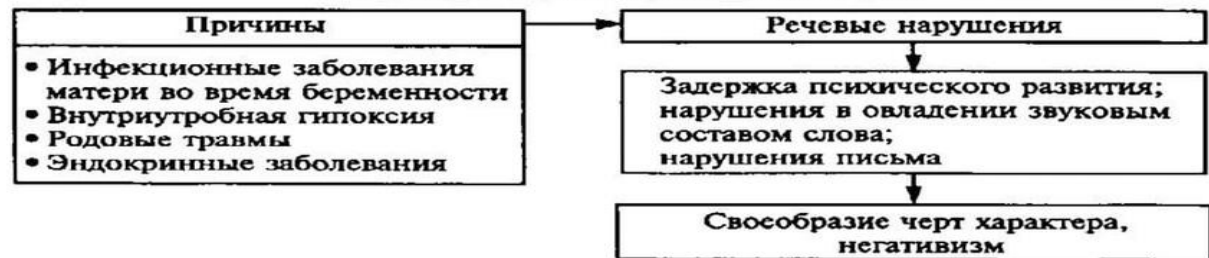 Причины
• Инфекционные заболевания
матери во время беременности
• Внутриутробная гипоксия
• Родовые травмы
• Эндокринные заболевания
Речевые нарушения
Задержка психического развития;
нарушения в овладении звуковым
составом слова;
нарушения письма
Своеобразие черт характера,
негативизм